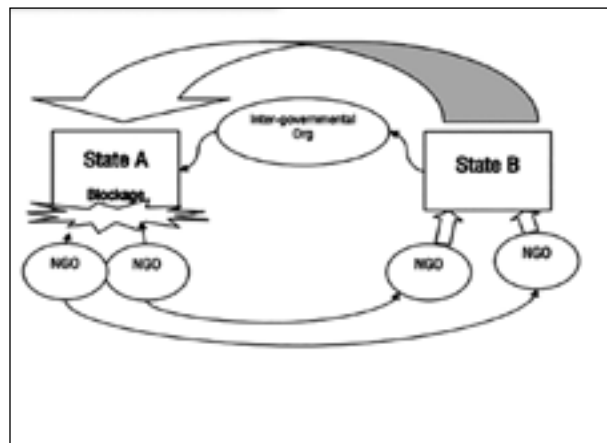 Inter-governmental
Org
State A
Blockage
State B
NGO
NGO
NGO
NGO